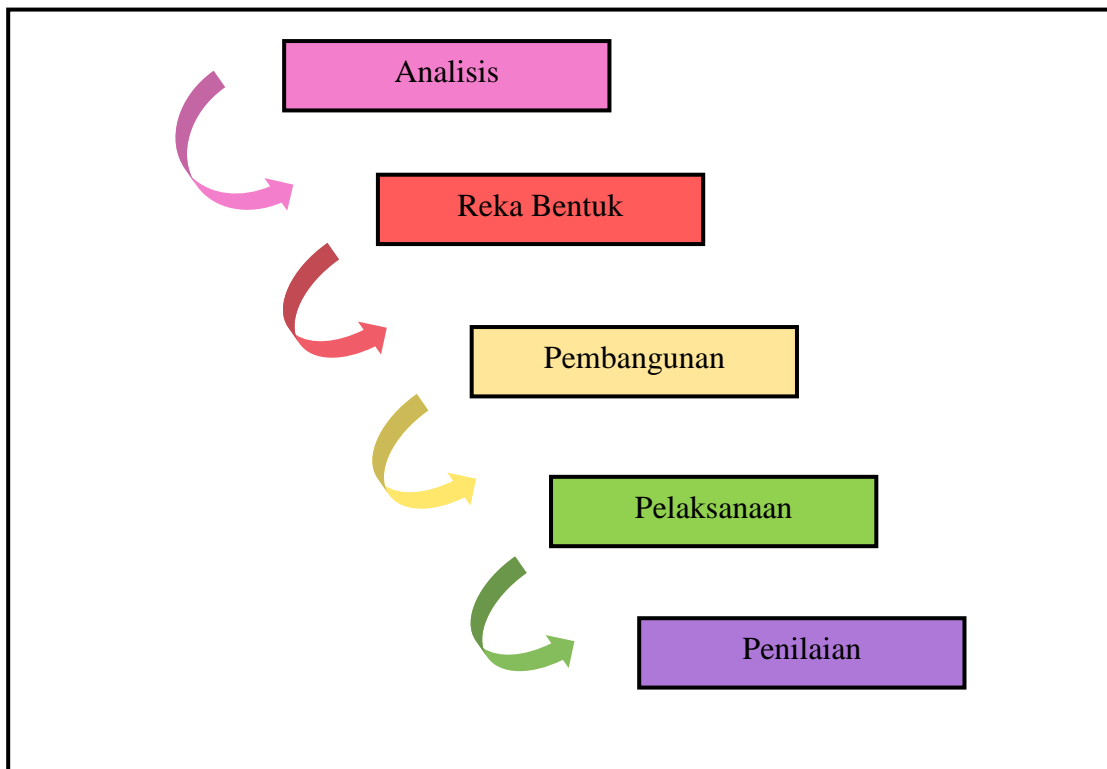 Analisis
Reka Bentuk
Pembangunan
Pelaksanaan
Penilaian